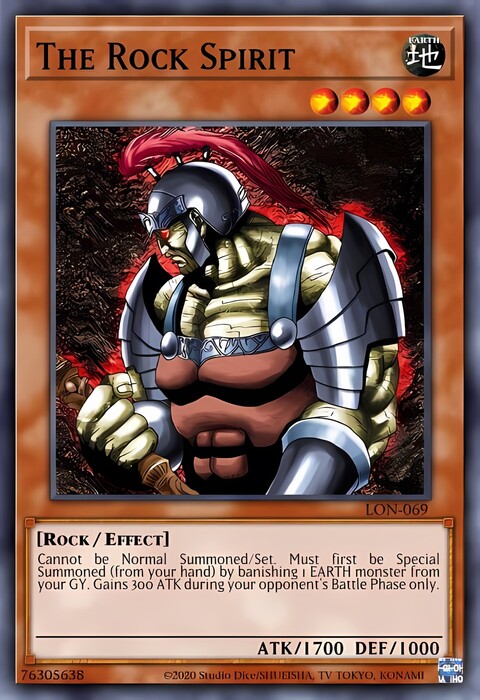 The Rock Spirit
EARTH
地
LON-069
[Rock / Effect]
Cannot be Normal Summoned/Set. Must first be Special
Summoned (from your hand) by banishing 1 EARTH monster from
your GY. Gains 300 ATK during your opponent's Battle Phase only.
ATK/1700 DEF/1000
76305638
©2020 Studio Dice/SHUEISHA, TV TOKYO, KONAMI